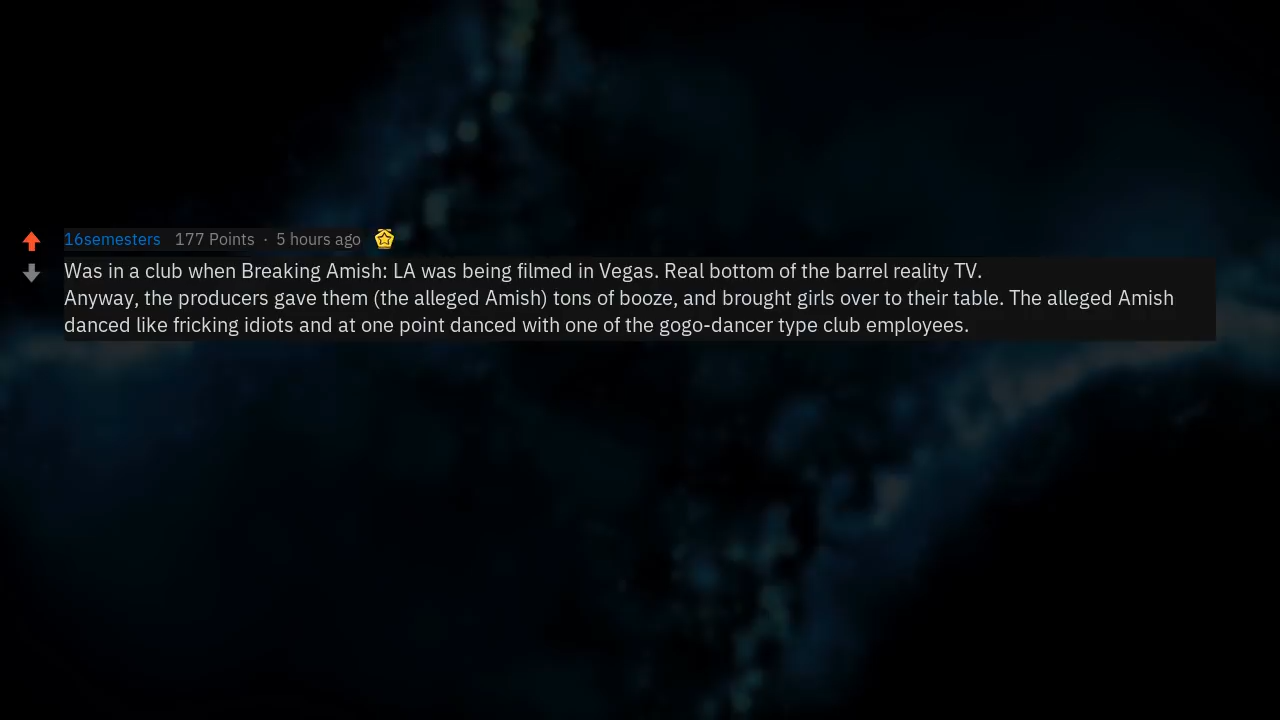 16semesters 177 Points · 5 hours ago
Was in a club when Breaking Amish: LA was being filmed in Vegas. Real bottom of the barrel reality TV.
Anyway, the producers gave them (the alleged Amish) tons of booze, and brought girls over to their table. The alleged Amish
danced like fricking idiots and at one point danced with one of the gogo-dancer type club employees.